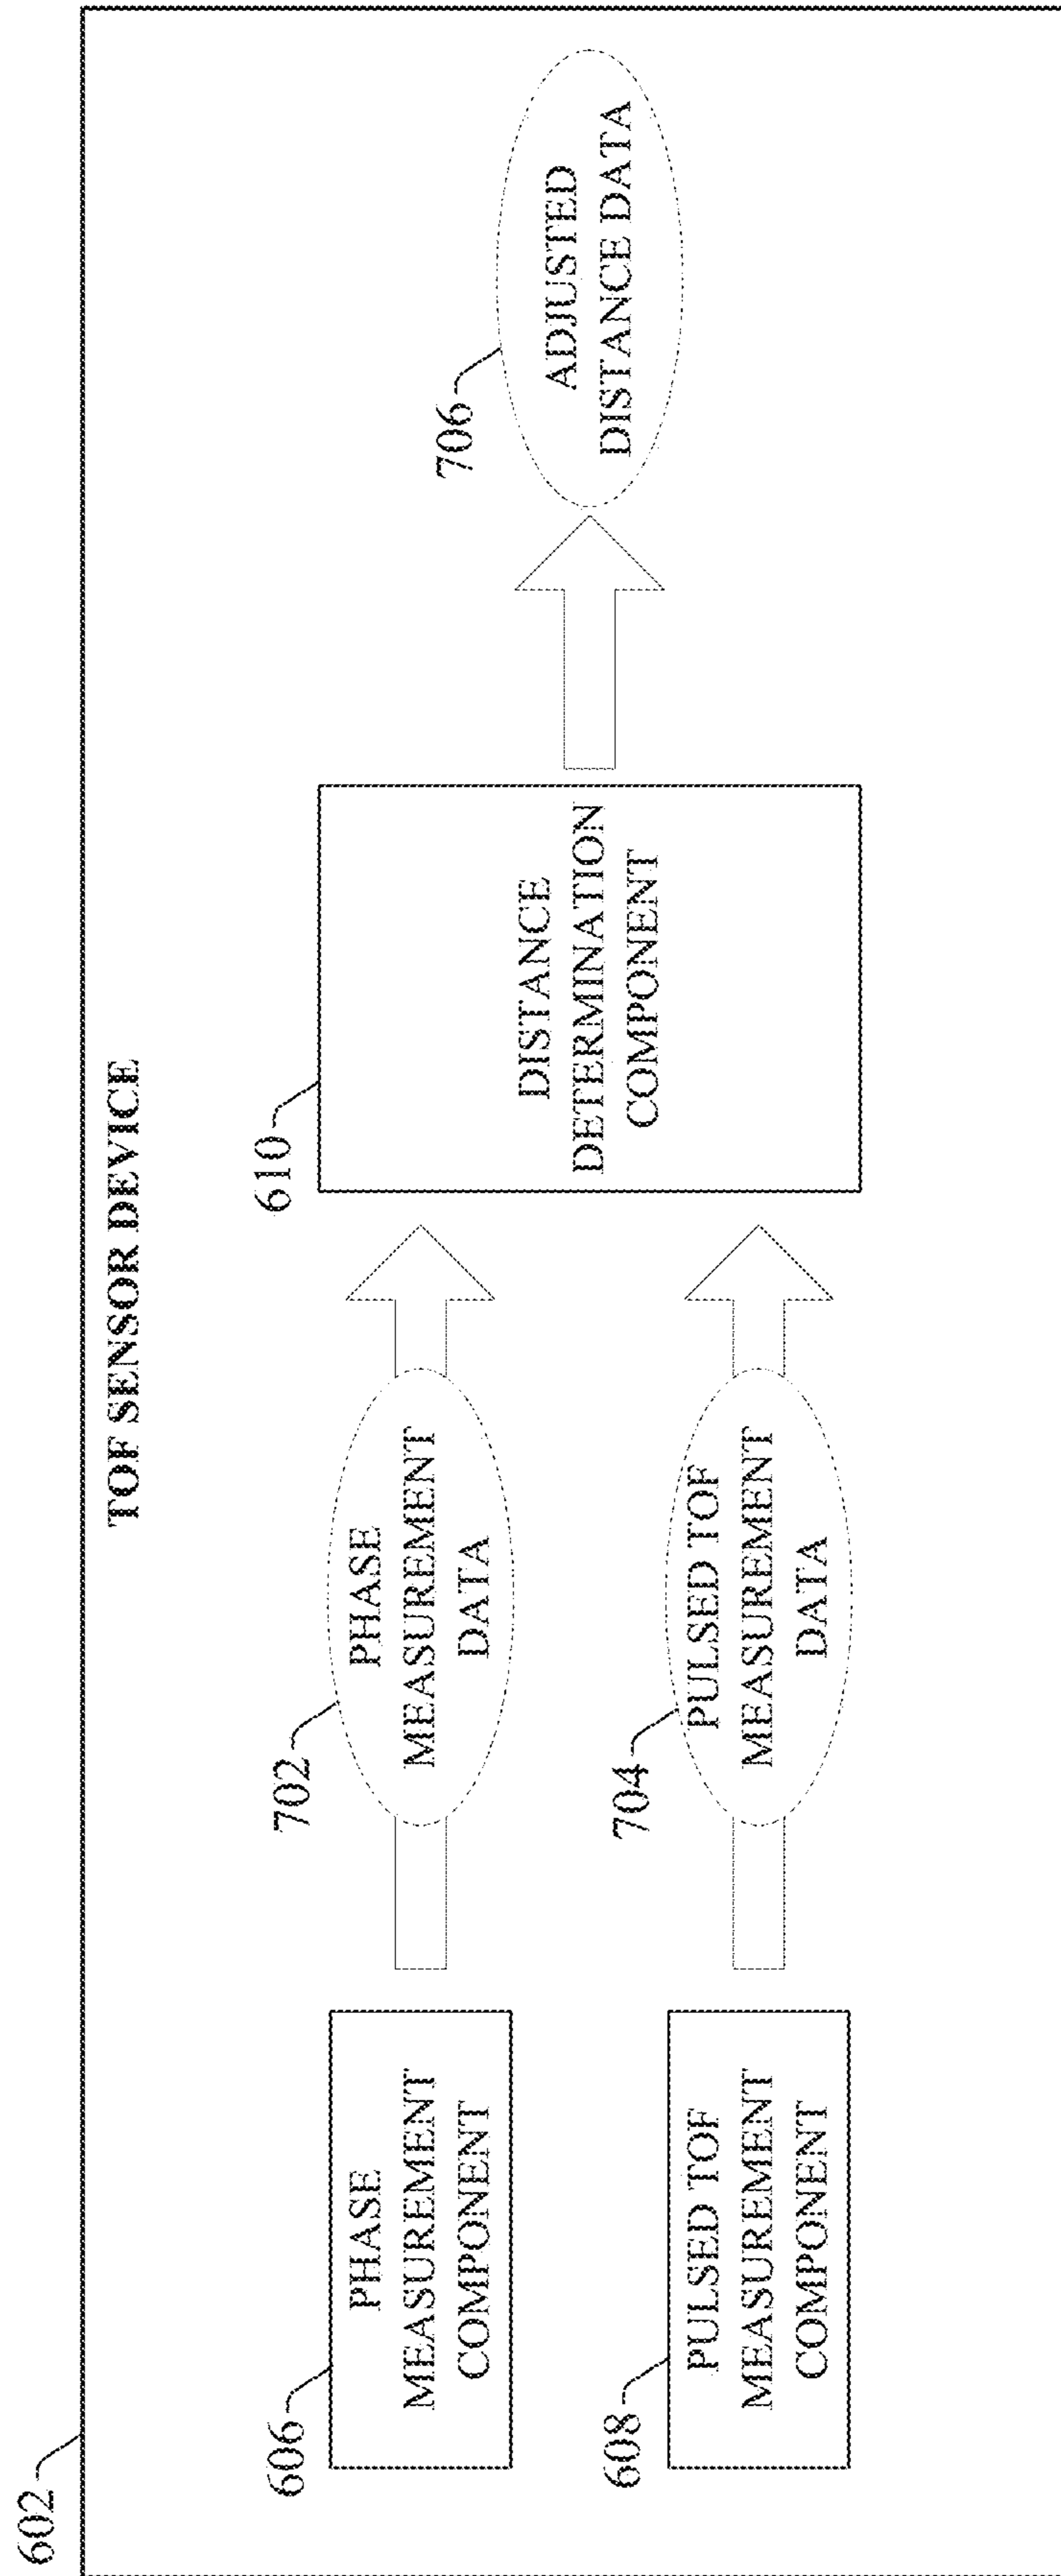 602
TOF SENSOR DEVICE
606
PHASE
MEASUREMENT
COMPONENT
702
PHASE
MEASUREMENT
DATA
608
PULSED TOF
MEASUREMENT
COMPONENT
704
PULSED TOF
MEASUREMENT
DATA
610
DISTANCE
DETERMINATION
COMPONENT
706
ADJUSTED
DISTANCE DATA